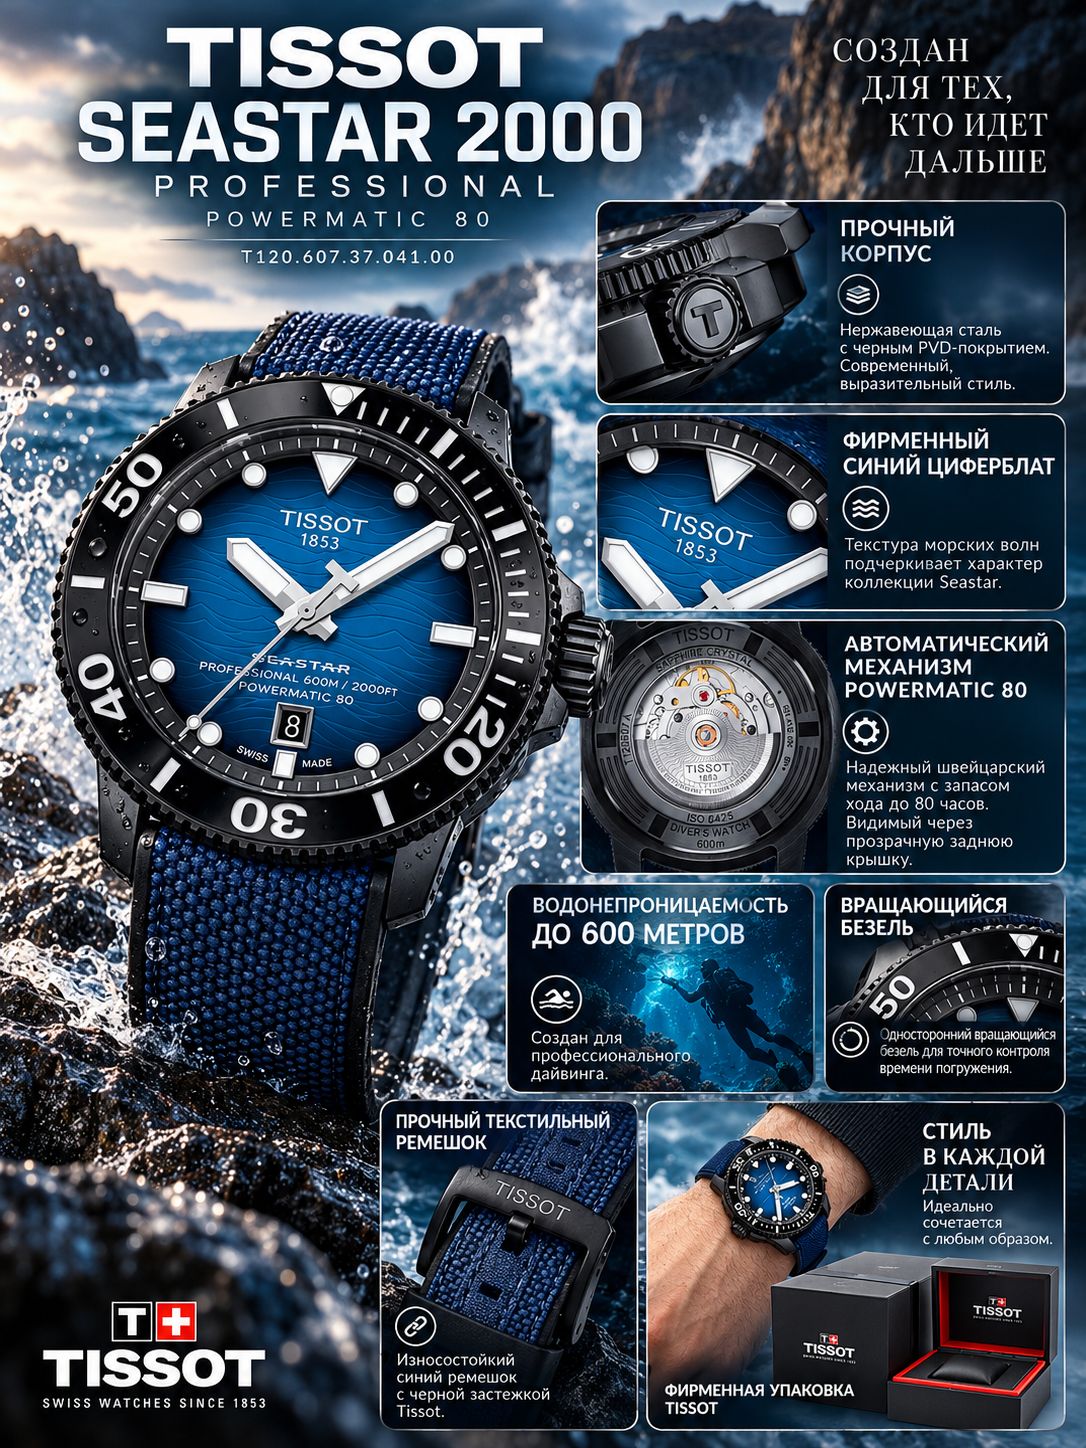 TISSOT
SEASTAR 2000
PROFESSIONAL
POWERMATIC 80
T120.607.37.041.00
СОЗДАН
ДЛЯ ТЕХ,
КТО ИДЕТ
ДАЛЬШЕ
ПРОЧНЫЙ
КОРПУС
T
Нержавеющая сталь
с черным PVD-покрытием.
Современный,
выразительный стиль.
ФИРМЕННЫЙ
СИНИЙ ЦИФЕРБЛАТ
TISSOT
1853
Текстура морских волн
подчеркивает характер
коллекции Seastar.
50
40
30
20
TISSOT
1853
SEASTAR
PROFESSIONAL 600M / 2000FT
POWERMATIC 80
8
SWISS MADE
АВТОМАТИЧЕСКИЙ
МЕХАНИЗМ
POWERMATIC 80
TISSOT
SAPPHIRE CRYSTAL
TISSOT
1853
ISO 6425
DIVER'S WATCH
600m
Надежный швейцарский
механизм с запасом
хода до 80 часов.
Видимый через
прозрачную заднюю
крышку.
ВОДОНЕПРОНИЦАЕМОСТЬ
ДО 600 МЕТРОВ
Создан для
профессионального
дайвинга.
ВРАЩАЮЩИЙСЯ
БЕЗЕЛЬ
50
Односторонний вращающийся
безель для точного контроля
времени погружения.
ПРОЧНЫЙ ТЕКСТИЛЬНЫЙ
РЕМЕШОК
TISSOT
Износостойкий
синий ремешок
с черной застежкой
Tissot.
СТИЛЬ
В КАЖДОЙ
ДЕТАЛИ
Идеально
сочетается
с любым образом.
T+
TISSOT
T+
TISSOT
ФИРМЕННАЯ УПАКОВКА
TISSOT
T+
TISSOT
SWISS WATCHES SINCE 1853